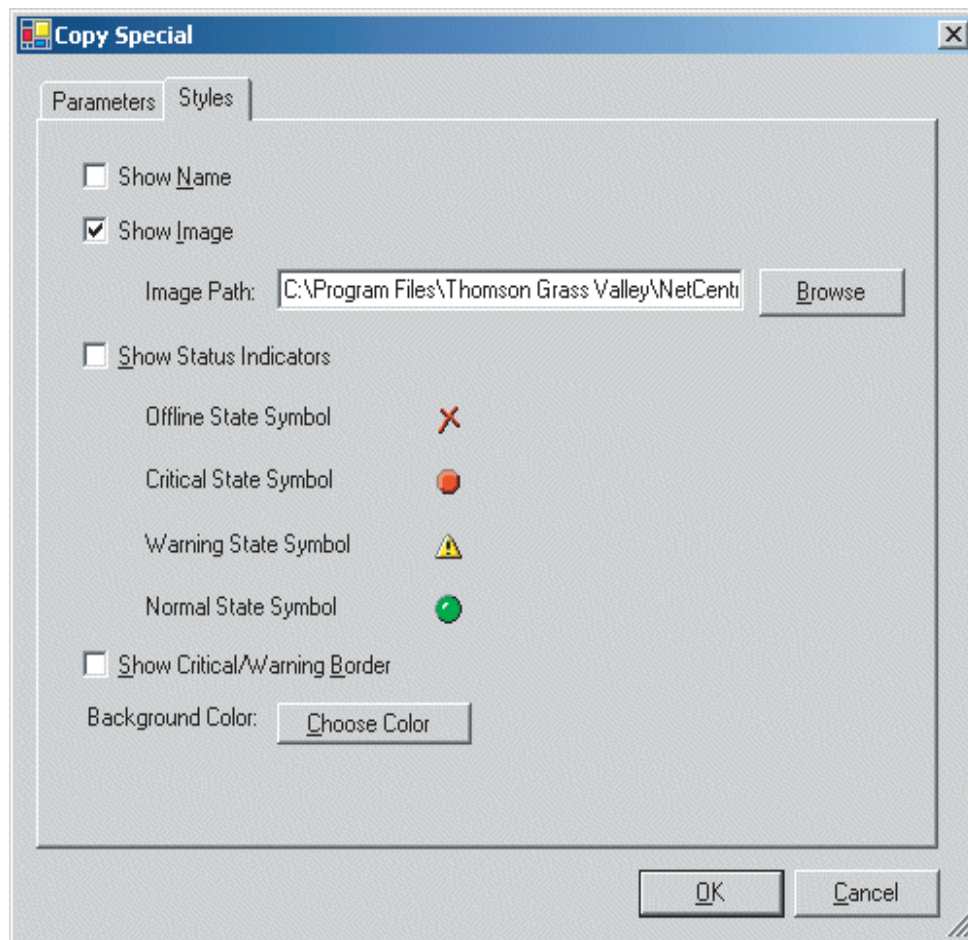 Copy Special
Parameters Styles
Show Name
Show Image
Image Path: C:\Program Files\Thomson Grass Valley\NetCent Browse
Show Status Indicators
Offline State Symbol
Critical State Symbol
Warning State Symbol
Normal State Symbol
Show Critical/Warning Border
Background Color: Choose Color
OK Cancel